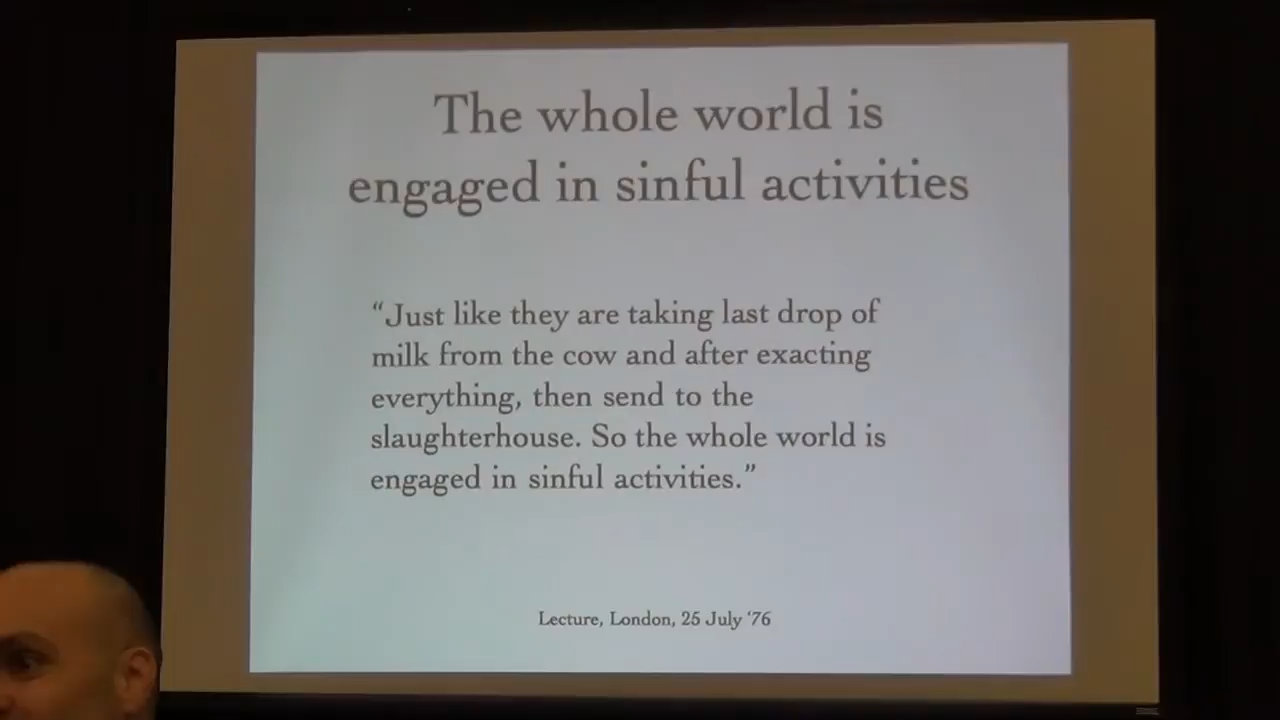 The whole world is
engaged in sinful activities
“Just like they are taking last drop of
milk from the cow and after exacting
everything, then send to the
slaughterhouse. So the whole world is
engaged in sinful activities.”
Lecture, London, 25 July ‘76